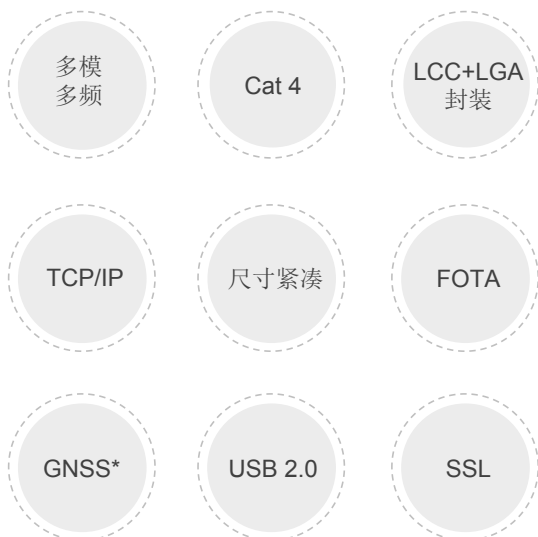 多模
多频
Cat 4
LCC+LGA
封装
TCP/IP
尺寸紧凑
FOTA
GNSS*
USB 2.0
SSL